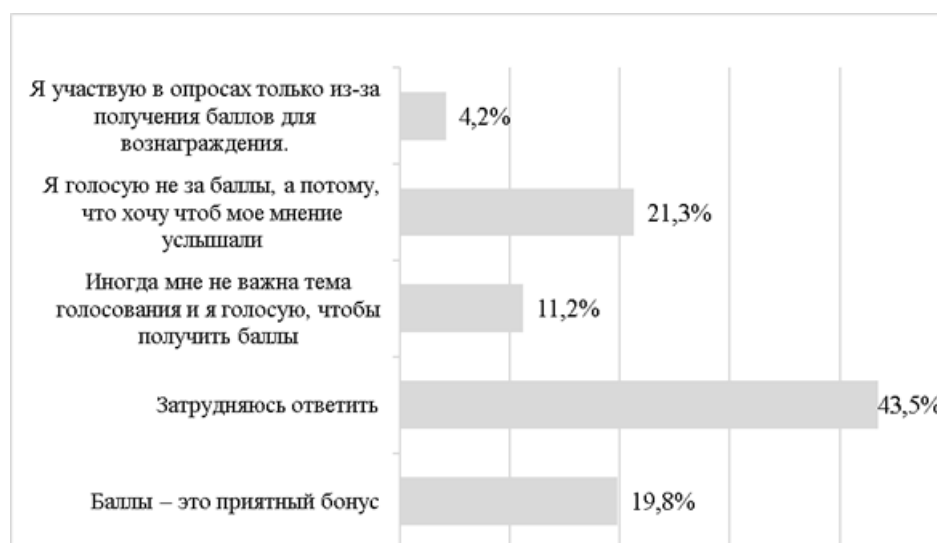 Я участвую в опросах только из-за
получения баллов для
вознаграждения.
4,2%
Я голосую не за баллы, а потому,
что хочу чтоб мое мнение
услышали
21,3%
Иногда мне не важна тема
голосования и я голосую, чтобы
получить баллы
11,2%
Затрудняюсь ответить
43,5%
Баллы – это приятный бонус
19,8%